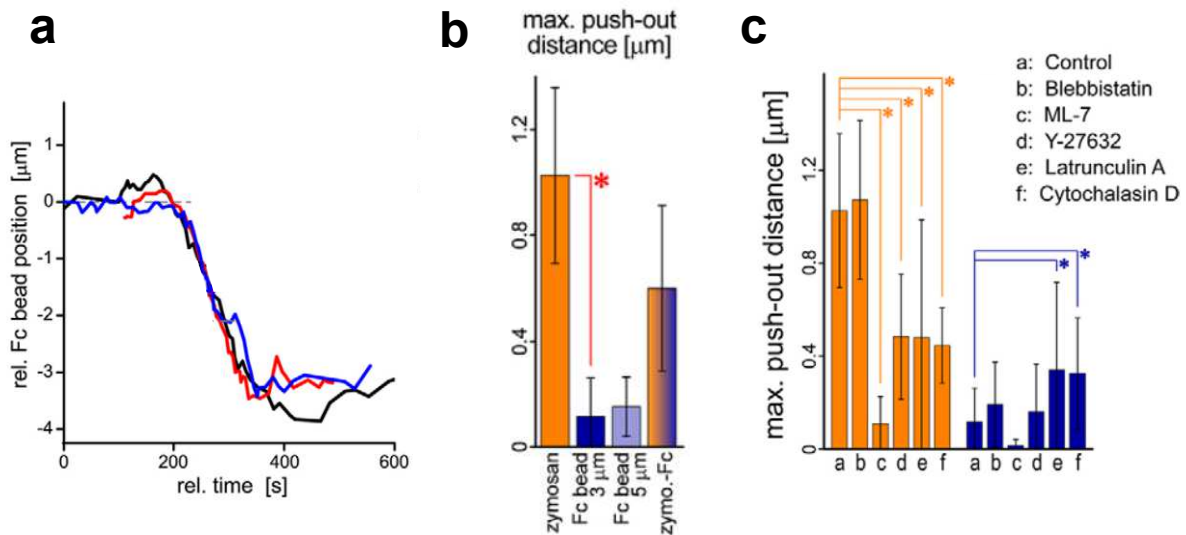 a
rel. Fc bead position [μm]
1
0
-1
-2
-3
-4
0
200
400
600
rel. time [s]
b
max. push-out
distance [μm]
1.2
0.8
0.4
0
*
zymosan
Fc bead
3 μm
Fc bead
5 μm
zymo.-Fc
c
max. push-out distance [μm]
1.2
0.8
0.4
0
a: Control
b: Blebbistatin
c: ML-7
d: Y-27632
e: Latrunculin A
f: Cytochalasin D
* * * *
* *
a b c d e f
a b c d e f